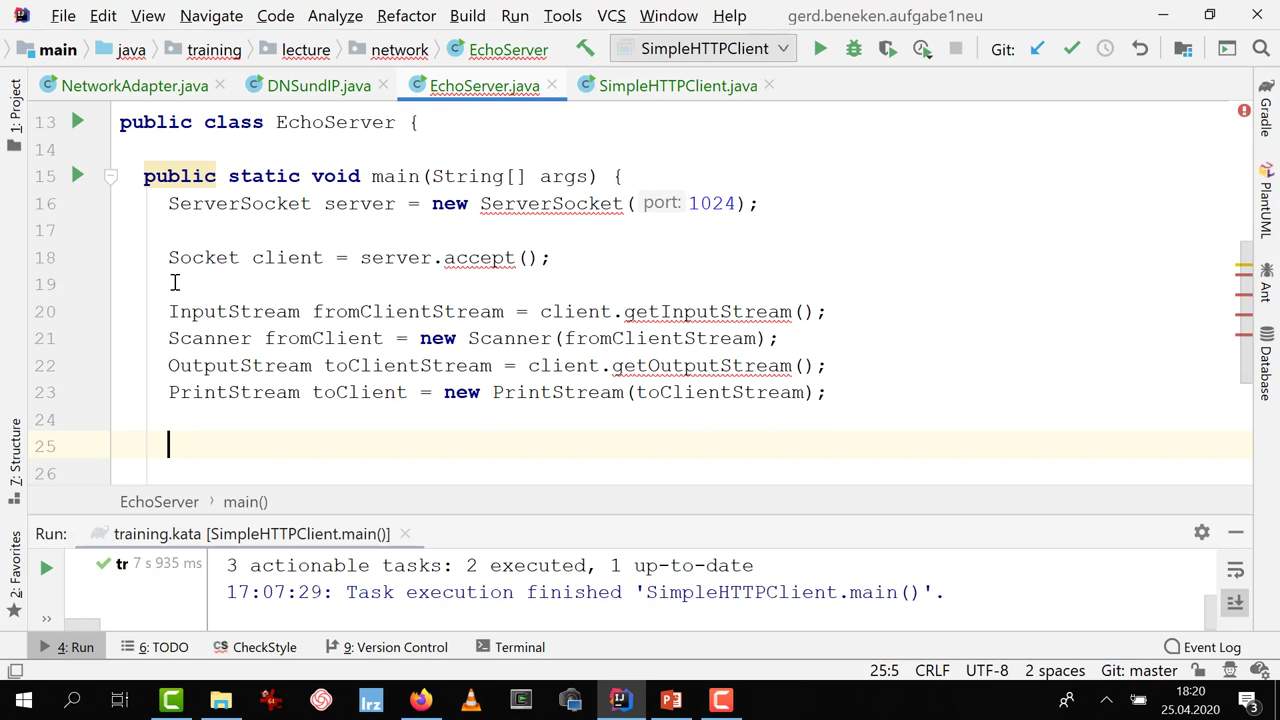 File Edit View Navigate Code Analyze Refactor Build Run Tools VCS Window Help gerd.beneken.aufgabe1neu
main java training lecture network EchoServer SimpleHTTPClient Git:
NetworkAdapter.java DNSundIP.java EchoServer.java SimpleHTTPClient.java
1: Project
7: Structure
2: Favorites
13 public class EchoServer {
14
15 public static void main(String[] args) {
16 ServerSocket server = new ServerSocket( port: 1024);
17
18 Socket client = server.accept();
19
20 InputStream fromClientStream = client.getInputStream();
21 Scanner fromClient = new Scanner(fromClientStream);
22 OutputStream toClientStream = client.getOutputStream();
23 PrintStream toClient = new PrintStream(toClientStream);
24
25
26
EchoServer main()
Gradle
PlantUML
Ant
Database
Run: training.kata [SimpleHTTPClient.main()]
tr 7 s 935 ms 3 actionable tasks: 2 executed, 1 up-to-date
17:07:29: Task execution finished 'SimpleHTTPClient.main()'.
4: Run 6: TODO CS CheckStyle 9: Version Control Terminal Event Log
25:5 CRLF UTF-8 2 spaces Git: master
lrz 18:20
25.04.2020 3